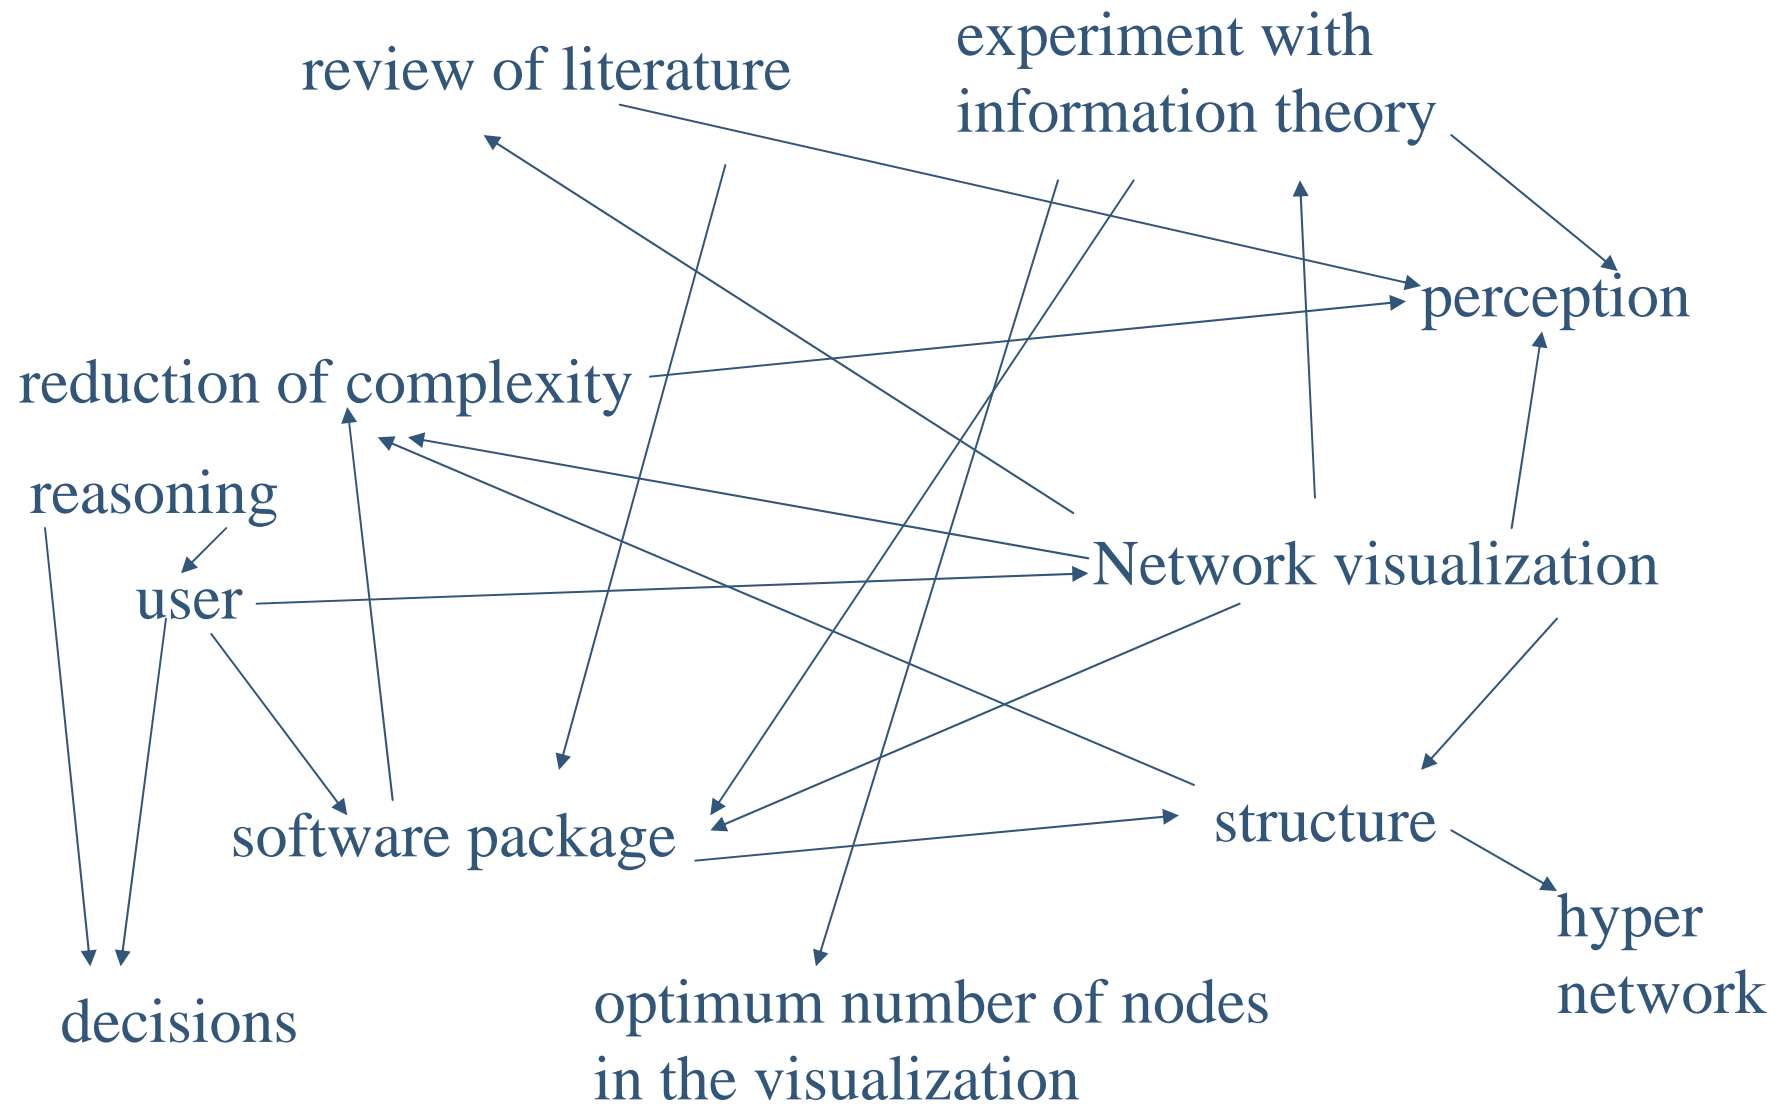 review of literature
experiment with
information theory
perception
reduction of complexity
reasoning
Network visualization
user
software package
structure
hyper
network
decisions
optimum number of nodes
in the visualization